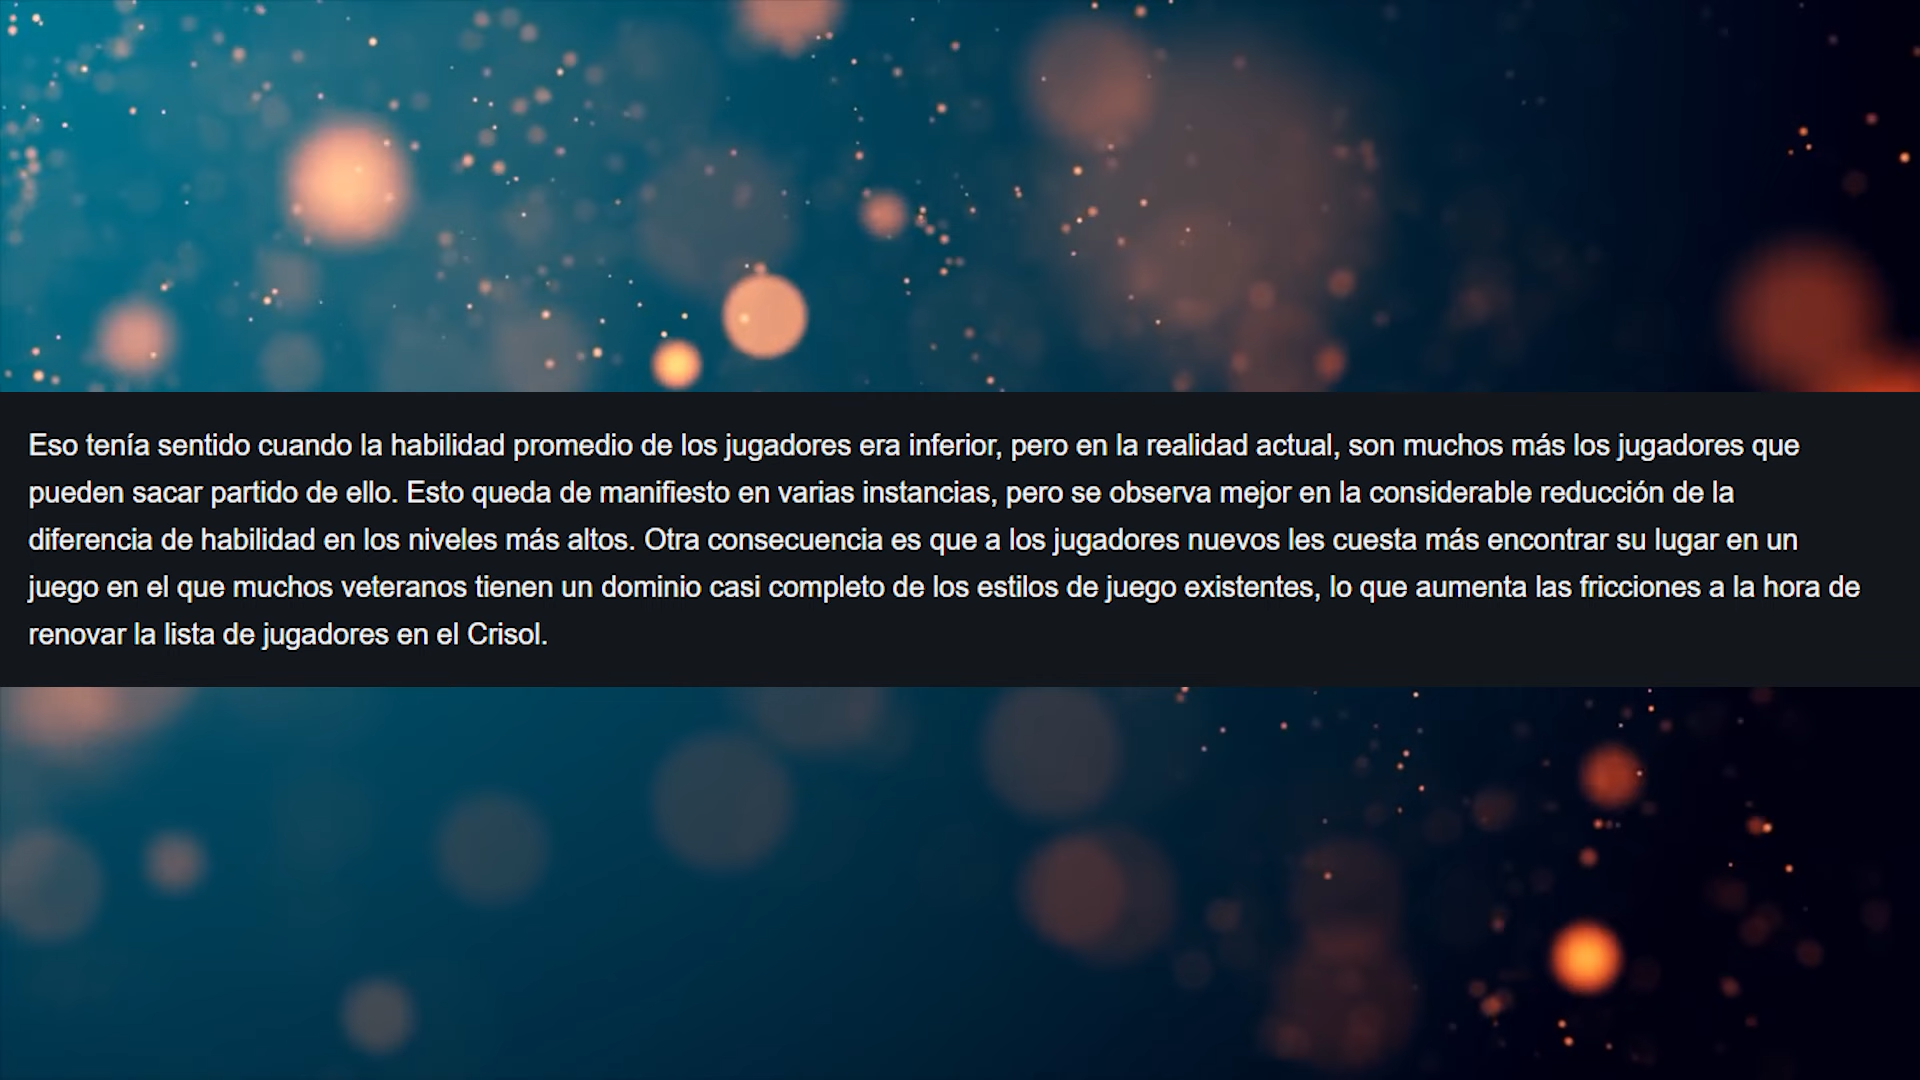 Eso tenía sentido cuando la habilidad promedio de los jugadores era inferior, pero en la realidad actual, son muchos más los jugadores que
pueden sacar partido de ello. Esto queda de manifiesto en varias instancias, pero se observa mejor en la considerable reducción de la
diferencia de habilidad en los niveles más altos. Otra consecuencia es que a los jugadores nuevos les cuesta más encontrar su lugar en un
juego en el que muchos veteranos tienen un dominio casi completo de los estilos de juego existentes, lo que aumenta las fricciones a la hora de
renovar la lista de jugadores en el Crisol.